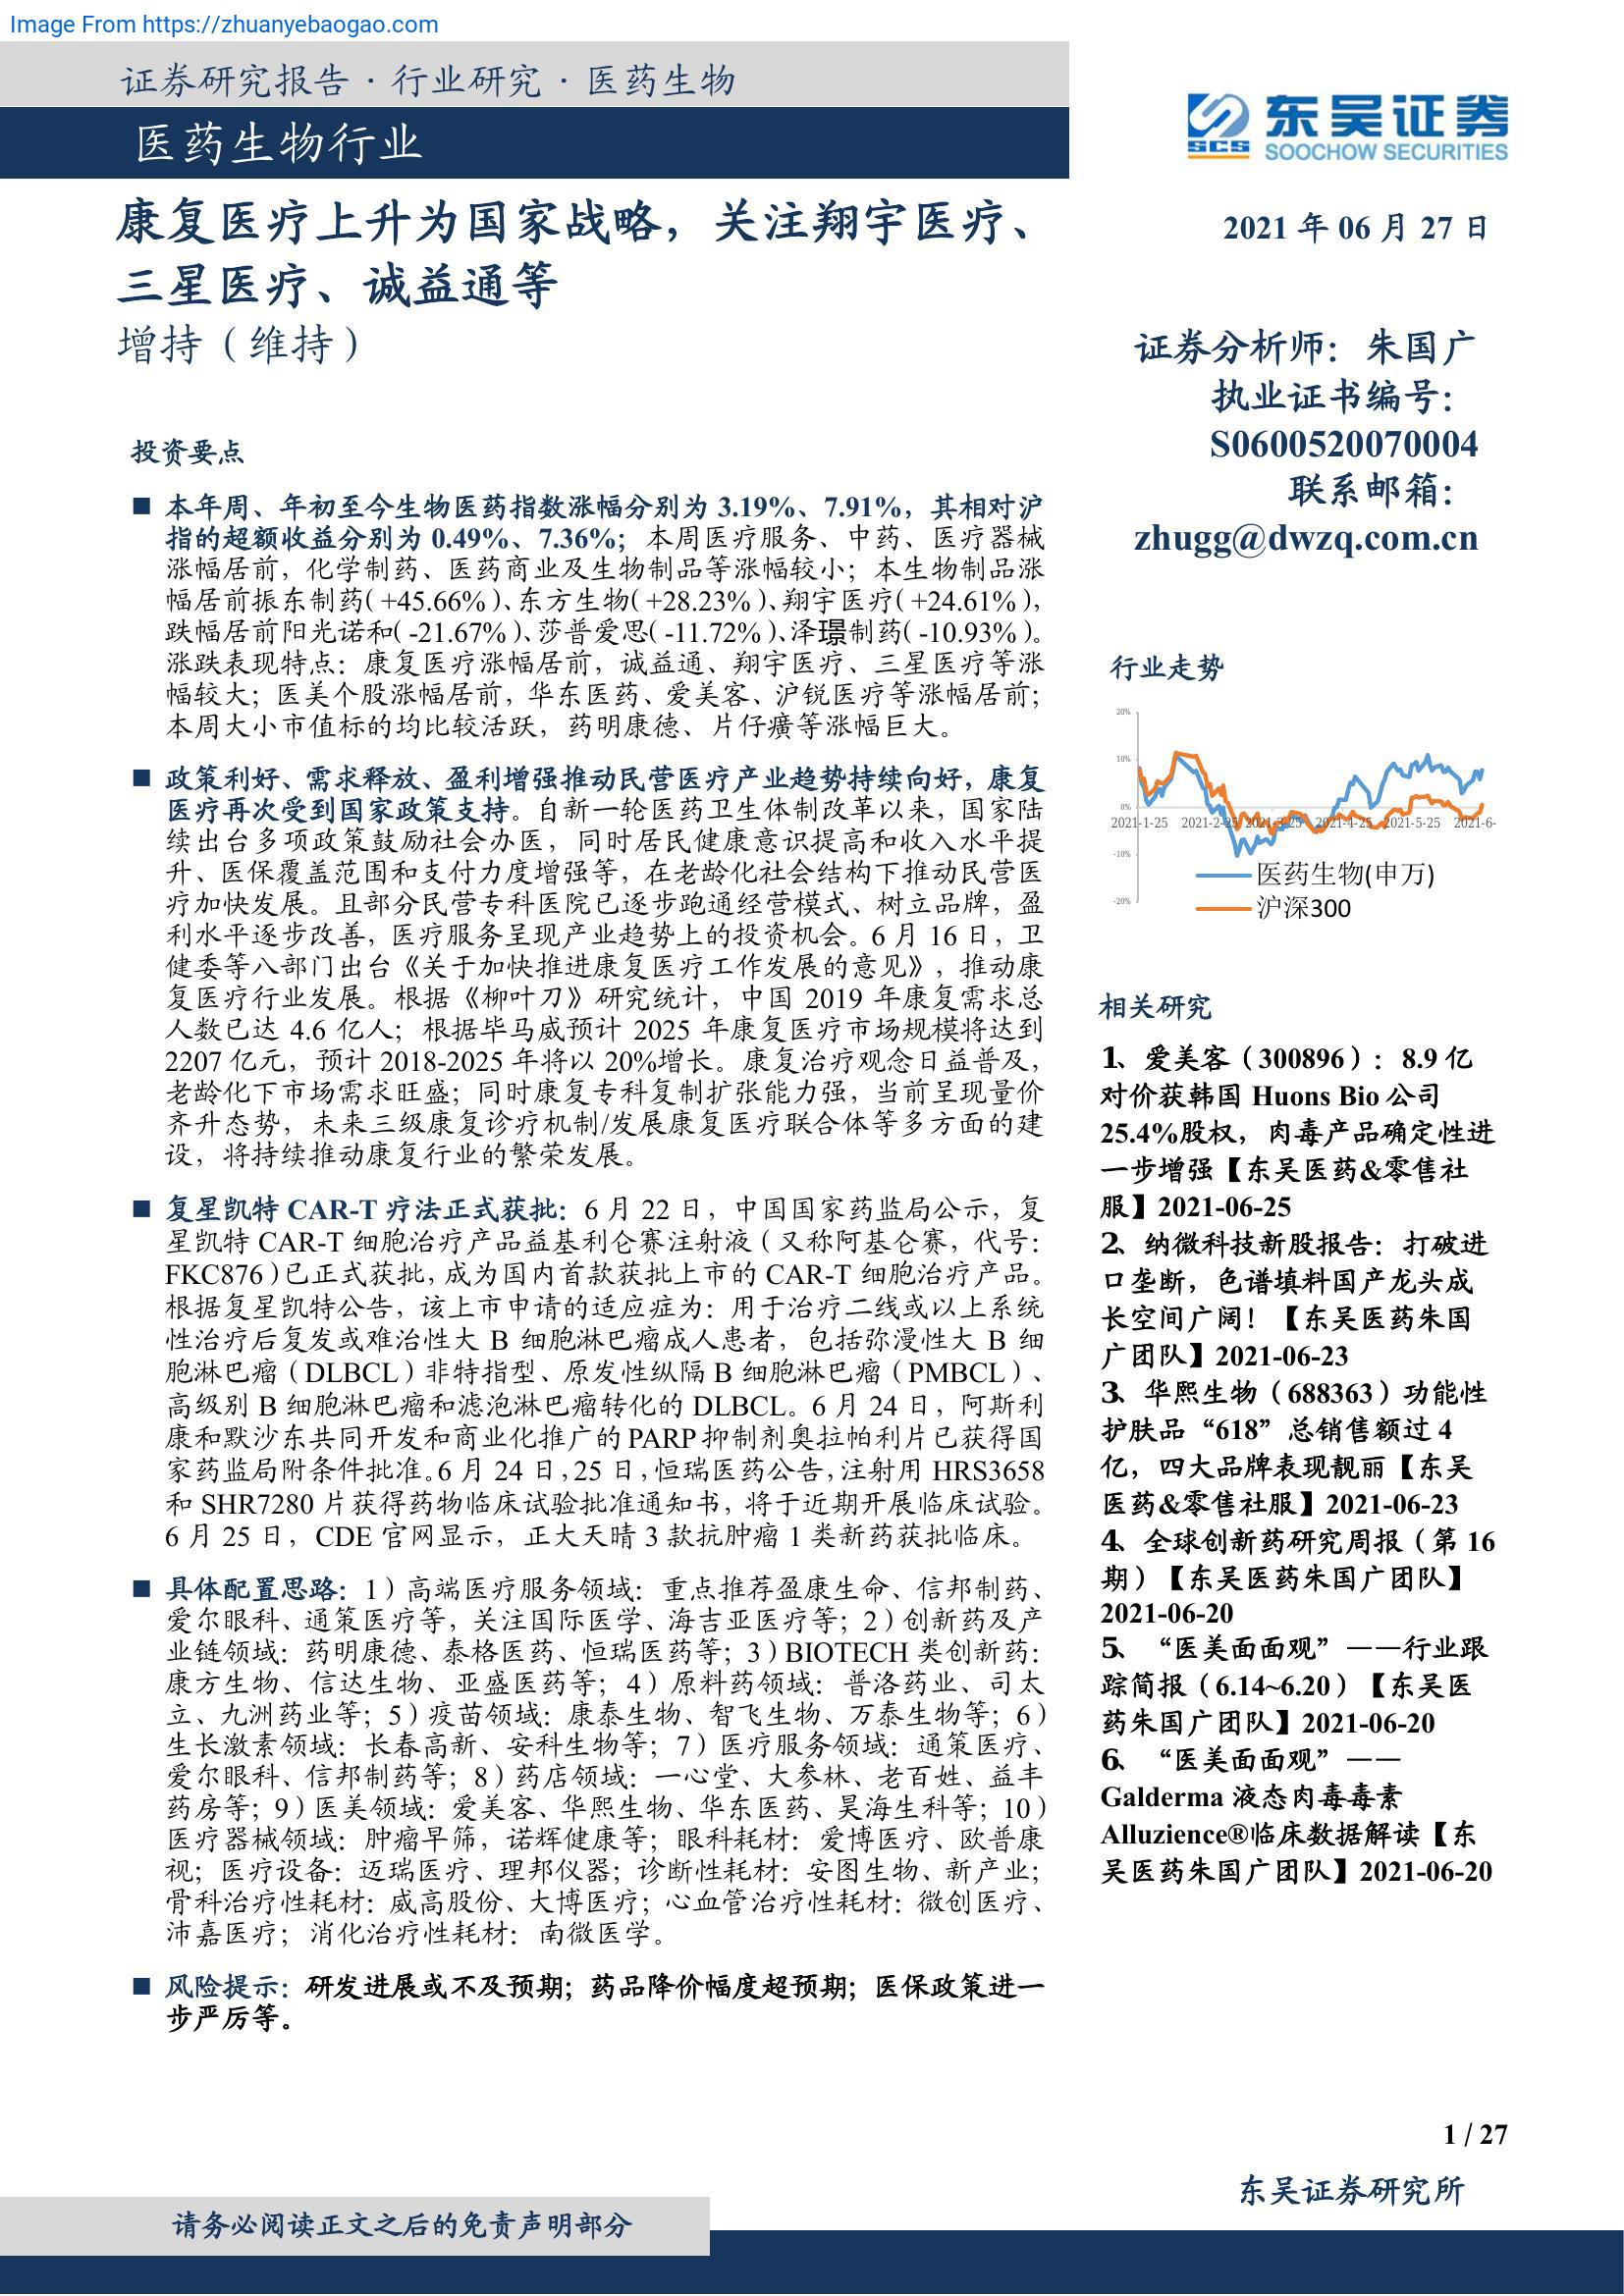 Image From https://zhuanyebaogao.com
证券研究报告·行业研究·医药生物
医药生物行业
东吴证券
SCS
SOOCHOW SECURITIES
康复医疗上升为国家战略，关注翔宇医疗、
三星医疗、诚益通等
增持（维持）
2021 年 06 月 27 日
证券分析师：朱国广
执业证书编号：
S0600520070004
联系邮箱：
zhugg@dwzq.com.cn
投资要点
■ 本年周、年初至今生物医药指数涨幅分别为 3.19%、7.91%，其相对沪
指的超额收益分别为 0.49%、7.36%；本周医疗服务、中药、医疗器械
涨幅居前，化学制药、医药商业及生物制品等涨幅较小；本生物制品涨
幅居前振东制药（+45.66%）、东方生物（+28.23%）、翔宇医疗（+24.61%），
跌幅居前阳光诺和（-21.67%）、莎普爱思（-11.72%）、泽璟制药（-10.93%）。
涨跌表现特点：康复医疗涨幅居前，诚益通、翔宇医疗、三星医疗等涨
幅较大；医美个股涨幅居前，华东医药、爱美客、沪锐医疗等涨幅居前；
本周大小市值标的均比较活跃，药明康德、片仔癀等涨幅巨大。
■ 政策利好、需求释放、盈利增强推动民营医疗产业趋势持续向好，康复
医疗再次受到国家政策支持。自新一轮医药卫生体制改革以来，国家陆
续出台多项政策鼓励社会办医，同时居民健康意识提高和收入水平提
升、医保覆盖范围和支付力度增强等，在老龄化社会结构下推动民营医
疗加快发展。且部分民营专科医院已逐步跑通经营模式、树立品牌，盈
利水平逐步改善，医疗服务呈现产业趋势上的投资机会。6 月 16 日，卫
健委等八部门出台《关于加快推进康复医疗工作发展的意见》，推动康
复医疗行业发展。根据《柳叶刀》研究统计，中国 2019 年康复需求总
人数已达 4.6 亿人；根据毕马威预计 2025 年康复医疗市场规模将达到
2207 亿元，预计 2018-2025 年将以 20%增长。康复治疗观念日益普及，
老龄化下市场需求旺盛；同时康复专科复制扩张能力强，当前呈现量价
齐升态势，未来三级康复诊疗机制/发展康复医疗联合体等多方面的建
设，将持续推动康复行业的繁荣发展。
■ 复星凯特 CAR-T 疗法正式获批：6 月 22 日，中国国家药监局公示，复
星凯特 CAR-T 细胞治疗产品益基利仑赛注射液（又称阿基仑赛，代号：
FKC876）已正式获批，成为国内首款获批上市的 CAR-T 细胞治疗产品。
根据复星凯特公告，该上市申请的适应症为：用于治疗二线或以上系统
性治疗后复发或难治性大 B 细胞淋巴瘤成人患者，包括弥漫性大 B 细
胞淋巴瘤（DLBCL）非特指型、原发性纵隔 B 细胞淋巴瘤（PMBCL）、
高级别 B 细胞淋巴瘤和滤泡淋巴瘤转化的 DLBCL。6 月 24 日，阿斯利
康和默沙东共同开发和商业化推广的 PARP 抑制剂奥拉帕利片已获得国
家药监局附条件批准。6 月 24 日，25 日，恒瑞医药公告，注射用 HRS3658
和 SHR7280 片获得药物临床试验批准通知书，将于近期开展临床试验。
6 月 25 日，CDE 官网显示，正大天晴 3 款抗肿瘤 1 类新药获批临床。
■ 具体配置思路：1）高端医疗服务领域：重点推荐盈康生命、信邦制药、
爱尔眼科、通策医疗等，关注国际医学、海吉亚医疗等；2）创新药及产
业链领域：药明康德、泰格医药、恒瑞医药等；3）BIOTECH 类创新药：
康方生物、信达生物、亚盛医药等；4）原料药领域：普洛药业、司太
立、九洲药业等；5）疫苗领域：康泰生物、智飞生物、万泰生物等；6）
生长激素领域：长春高新、安科生物等；7）医疗服务领域：通策医疗、
爱尔眼科、信邦制药等；8）药店领域：一心堂、大参林、老百姓、益丰
药房等；9）医美领域：爱美客、华熙生物、华东医药、昊海生科等；10）
医疗器械领域：肿瘤早筛，诺辉健康等；眼科耗材：爱博医疗、欧普康
视；医疗设备：迈瑞医疗、理邦仪器；诊断性耗材：安图生物、新产业；
骨科治疗性耗材：威高股份、大博医疗；心血管治疗性耗材：微创医疗、
沛嘉医疗；消化治疗性耗材：南微医学。
■ 风险提示：研发进展或不及预期；药品降价幅度超预期；医保政策进一
步严厉等。
行业走势
20%
10%
0%
-10%
-20%
2021-1-25 2021-2-25 2021-3-25 2021-4-25 2021-5-25 2021-6-
医药生物(申万)
沪深300
相关研究
1、爱美客（300896）：8.9 亿
对价获韩国 Huons Bio 公司
25.4%股权，肉毒产品确定性进
一步增强【东吴医药&零售社
服】2021-06-25
2、纳微科技新股报告：打破进
口垄断，色谱填料国产龙头成
长空间广阔！【东吴医药朱国
广团队】2021-06-23
3、华熙生物（688363）功能性
护肤品“618”总销售额过 4
亿，四大品牌表现靓丽【东吴
医药&零售社服】2021-06-23
4、全球创新药研究周报（第 16
期）【东吴医药朱国广团队】
2021-06-20
5、“医美面面观”——行业跟
踪简报（6.14~6.20）【东吴医
药朱国广团队】2021-06-20
6、“医美面面观”——
Galderma 液态肉毒毒素
Alluzience®临床数据解读【东
吴医药朱国广团队】2021-06-20
1 / 27
东吴证券研究所
请务必阅读正文之后的免责声明部分